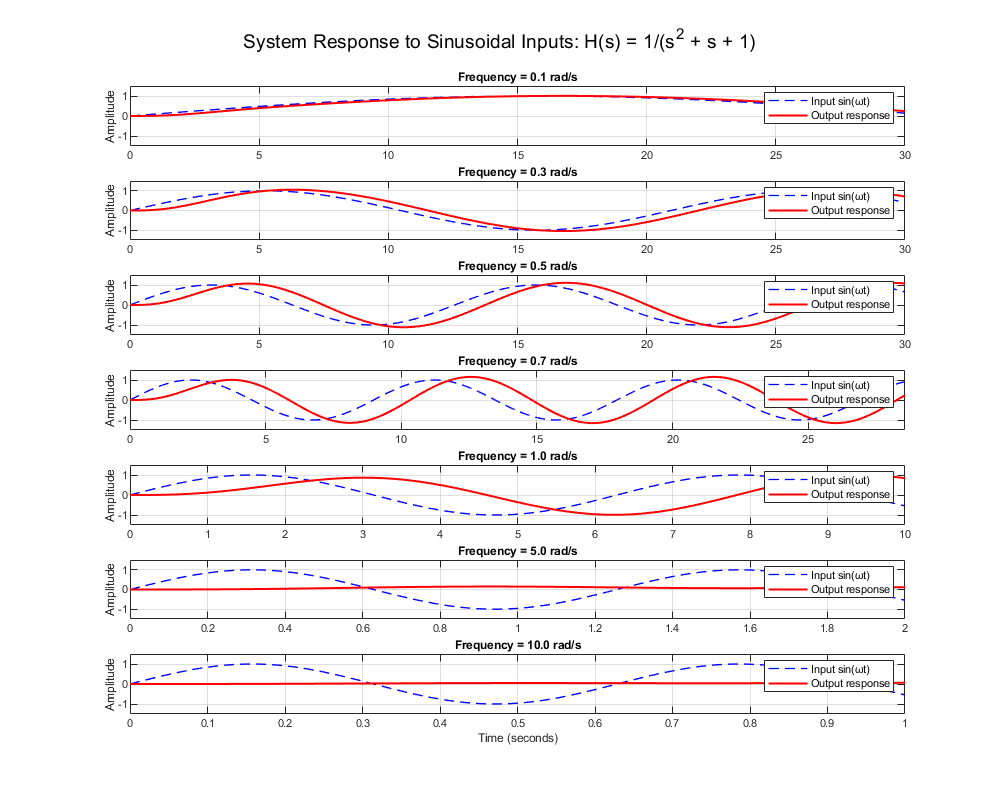 System Response to Sinusoidal Inputs: H(s) = 1/(s² + s + 1)
Frequency = 0.1 rad/s
Amplitude
1
0
-1
Input sin(ωt)
Output response
0 5 10 15 20 25 30
Frequency = 0.3 rad/s
Amplitude
1
0
-1
Input sin(ωt)
Output response
0 5 10 15 20 25 30
Frequency = 0.5 rad/s
Amplitude
1
0
-1
Input sin(ωt)
Output response
0 5 10 15 20 25 30
Frequency = 0.7 rad/s
Amplitude
1
0
-1
Input sin(ωt)
Output response
0 5 10 15 20 25
Frequency = 1.0 rad/s
Amplitude
1
0
-1
Input sin(ωt)
Output response
0 1 2 3 4 5 6 7 8 9 10
Frequency = 5.0 rad/s
Amplitude
1
0
-1
Input sin(ωt)
Output response
0 0.2 0.4 0.6 0.8 1 1.2 1.4 1.6 1.8 2
Frequency = 10.0 rad/s
Amplitude
1
0
-1
Input sin(ωt)
Output response
0 0.1 0.2 0.3 0.4 0.5 0.6 0.7 0.8 0.9 1
Time (seconds)